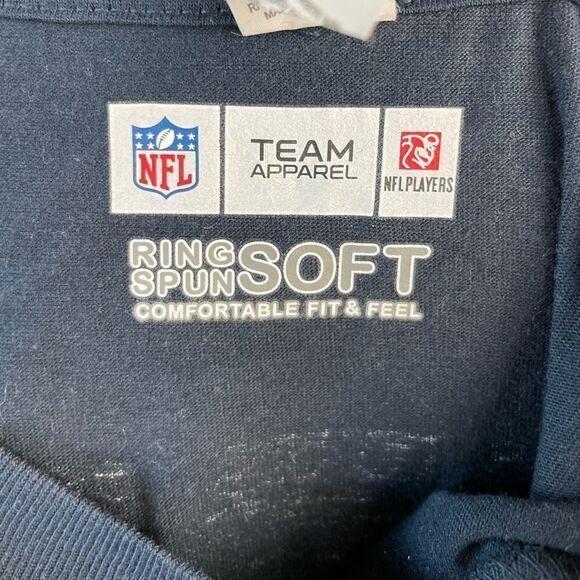 NFL
TEAM
APPAREL
NFL PLAYERS
RING
SPUN
SOFT
COMFORTABLE FIT & FEEL